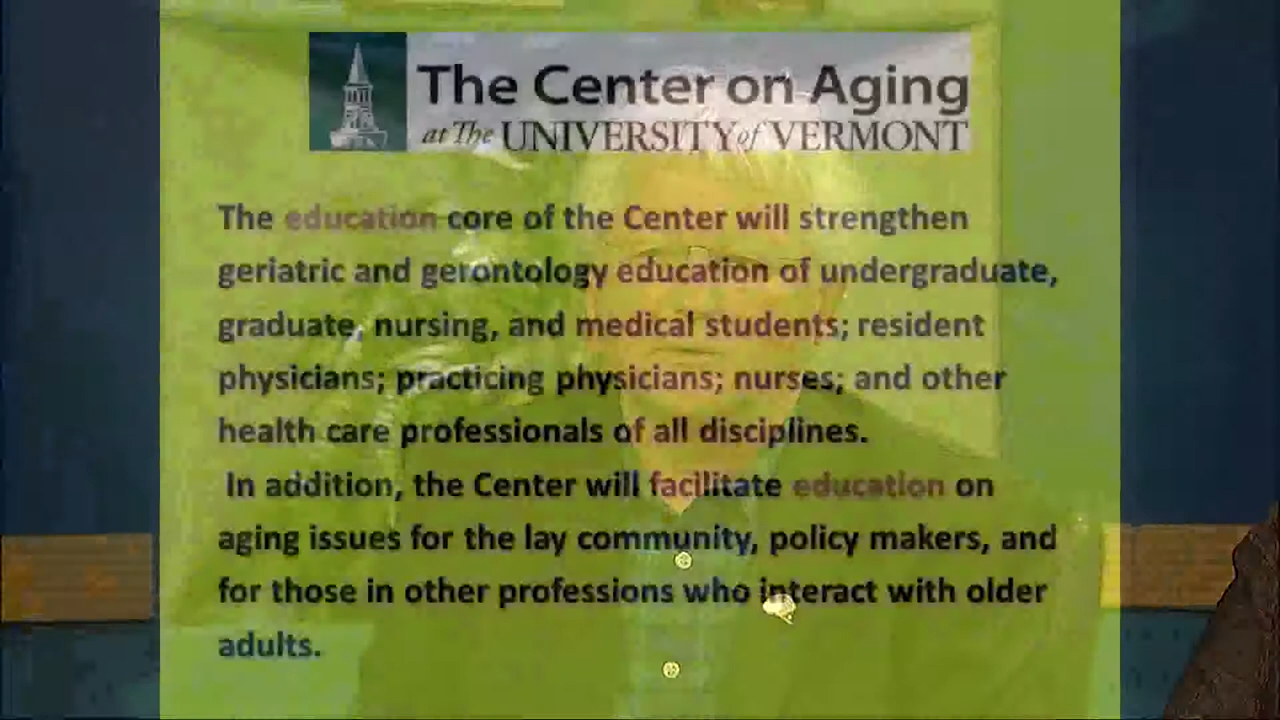 The Center on Aging
at The UNIVERSITY of VERMONT
The education core of the Center will strengthen
geriatric and gerontology education of undergraduate,
graduate, nursing, and medical students; resident
physicians; practicing physicians; nurses; and other
health care professionals of all disciplines.
In addition, the Center will facilitate education on
aging issues for the lay community, policy makers, and
for those in other professions who interact with older
adults.